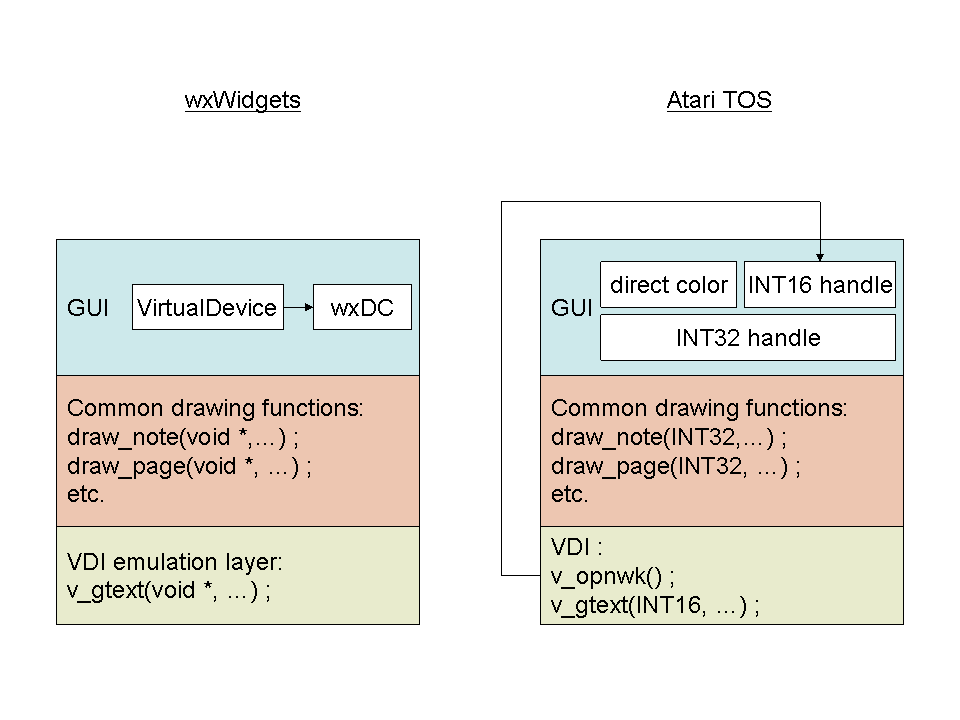 wxWidgets
Atari TOS
GUI
VirtualDevice
wxDC
Common drawing functions:
draw_note(void *,…) ;
draw_page(void *, …) ;
etc.
VDI emulation layer:
v_gtext(void *, …) ;
GUI
direct color
INT16 handle
INT32 handle
Common drawing functions:
draw_note(INT32,…) ;
draw_page(INT32, …) ;
etc.
VDI :
v_opnwk() ;
v_gtext(INT16, …) ;